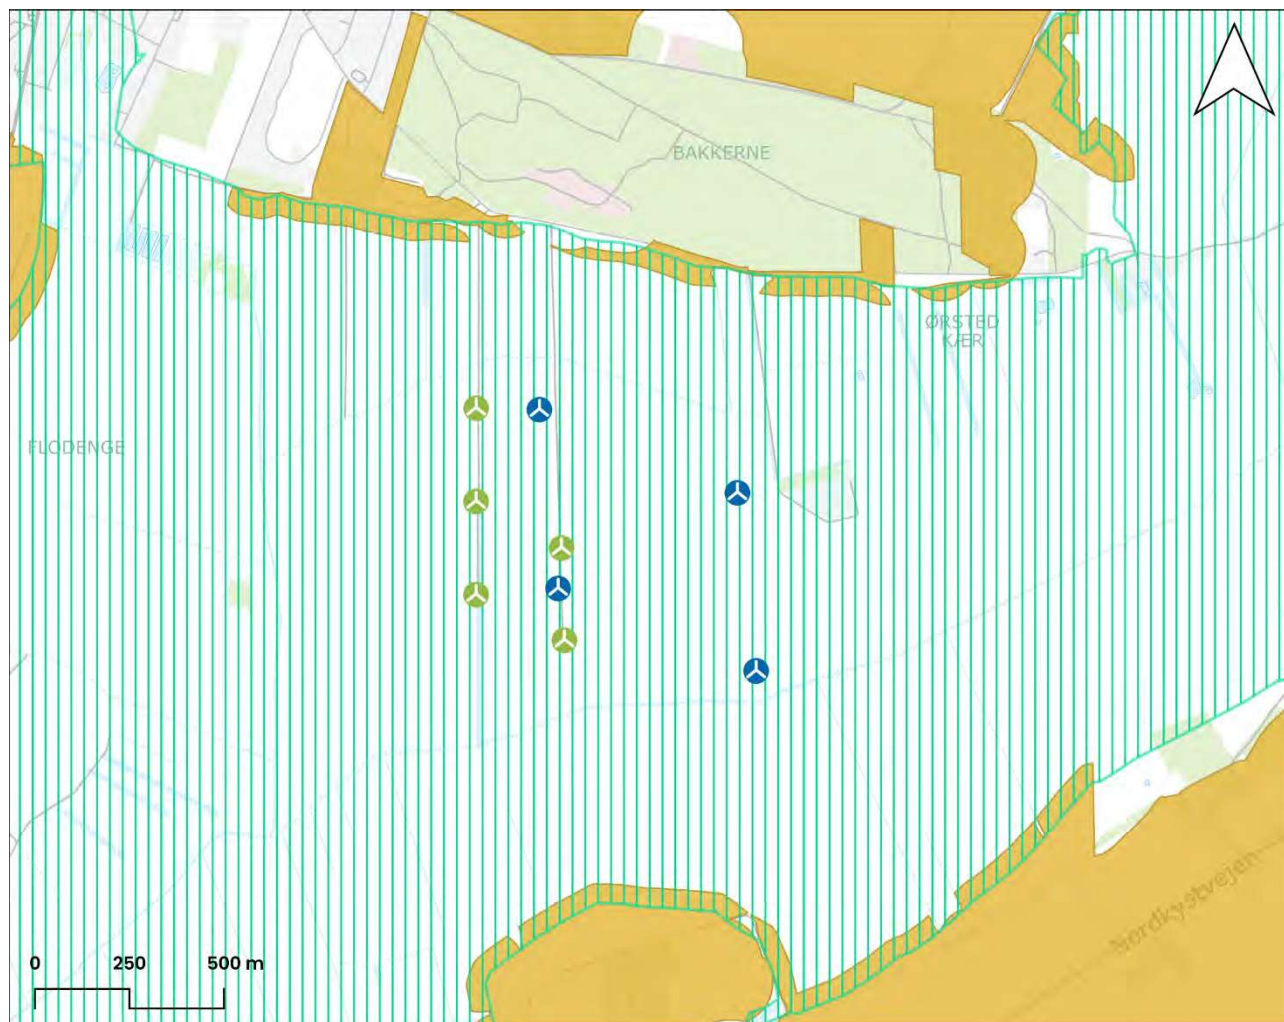 BAKKERNE
ØRSTED
KÆR
FLODENGE
Nordkystvejen
0 250 500 m